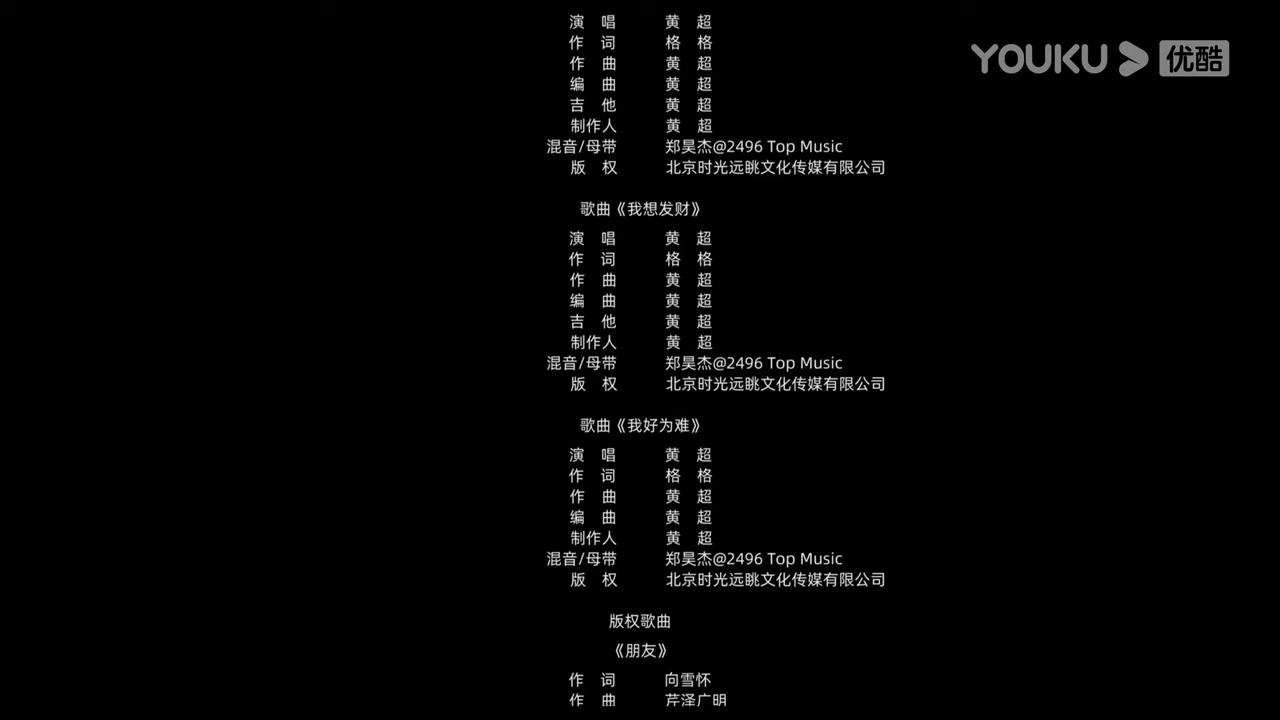 演 唱 黄 超
作 词 格 格
YOUKU 优酷
作 曲 黄 超
编 曲 黄 超
吉 他 黄 超
制作人 黄 超
混音/母带 郑昊杰@2496 Top Music
版 权 北京时光远眺文化传媒有限公司
歌曲《我想发财》
演 唱 黄 超
作 词 格 格
作 曲 黄 超
编 曲 黄 超
吉 他 黄 超
制作人 黄 超
混音/母带 郑昊杰@2496 Top Music
版 权 北京时光远眺文化传媒有限公司
歌曲《我好为难》
演 唱 黄 超
作 词 格 格
作 曲 黄 超
编 曲 黄 超
制作人 黄 超
混音/母带 郑昊杰@2496 Top Music
版 权 北京时光远眺文化传媒有限公司
版权歌曲
《朋友》
作 词 向雪怀
作 曲 芹泽广明